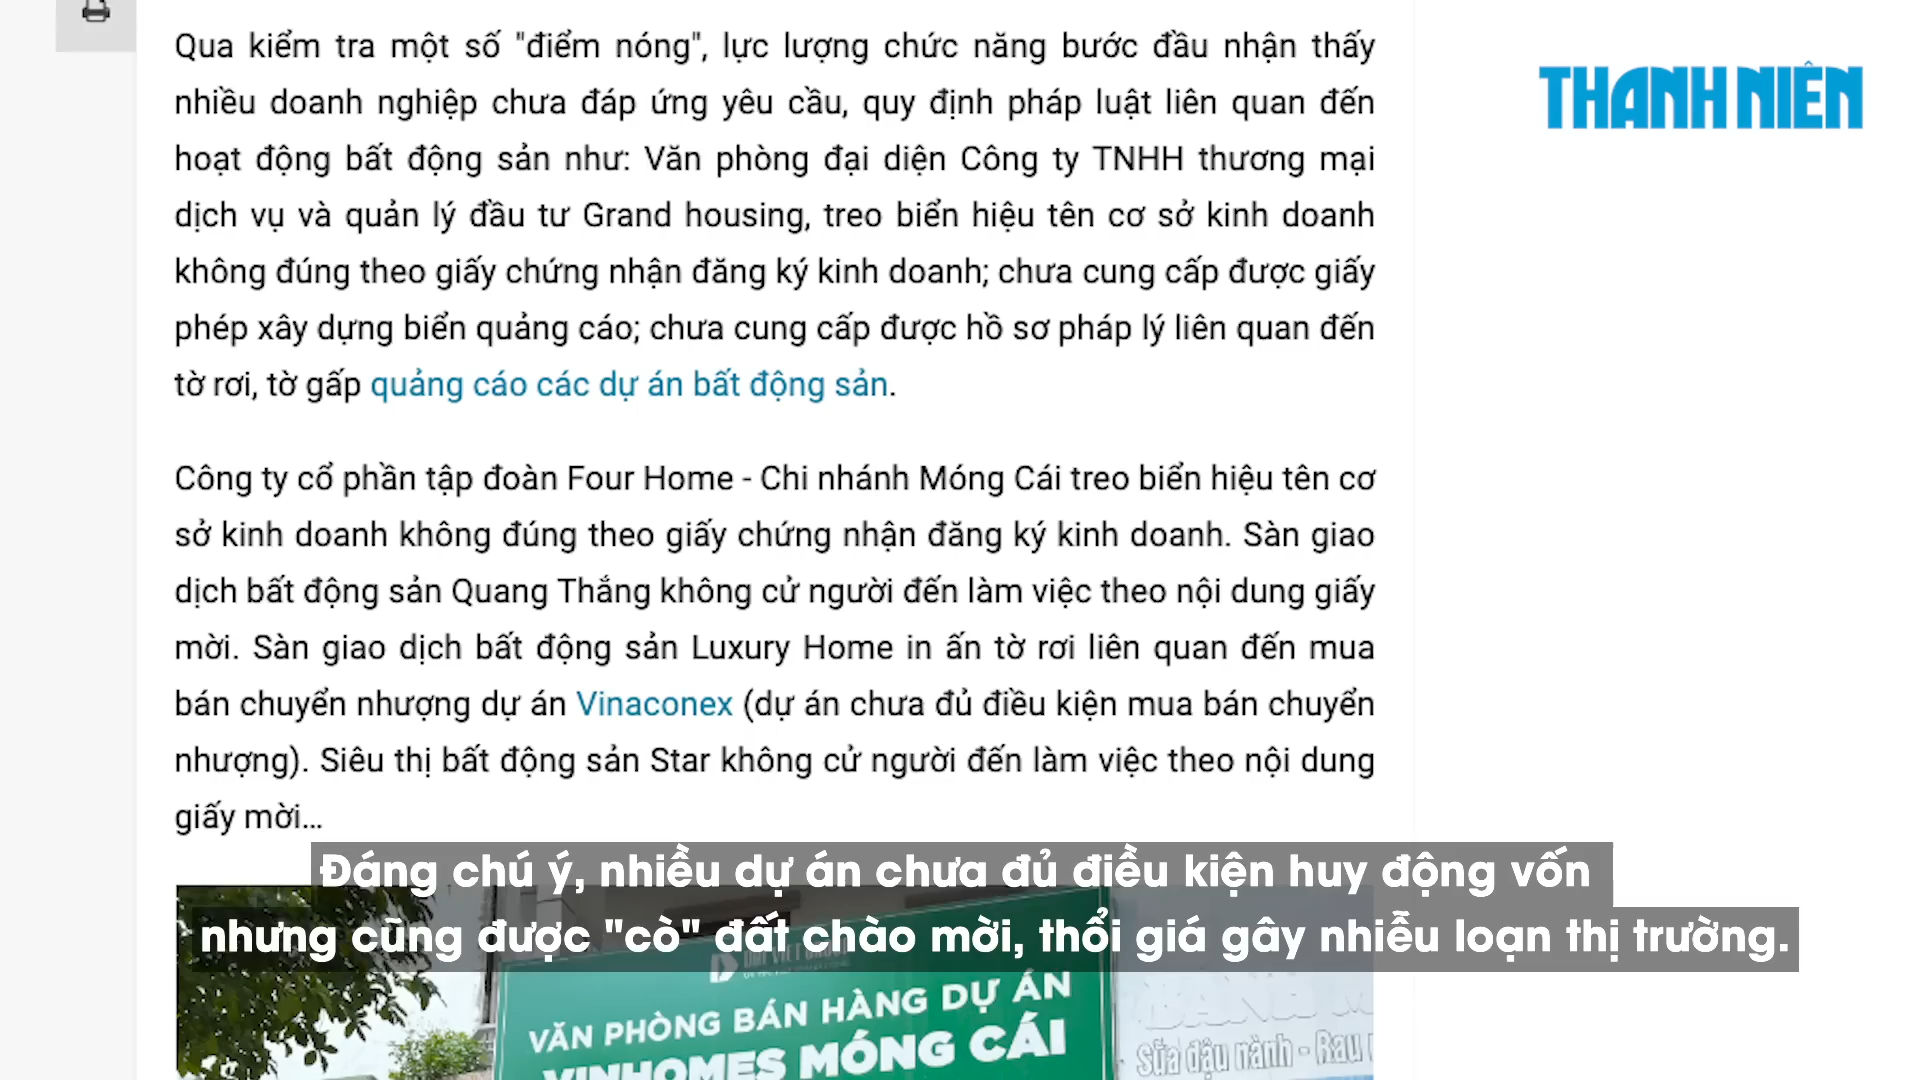 Qua kiểm tra một số "điểm nóng", lực lượng chức năng bước đầu nhận thấy
nhiều doanh nghiệp chưa đáp ứng yêu cầu, quy định pháp luật liên quan đến
hoạt động bất động sản như: Văn phòng đại diện Công ty TNHH thương mại
dịch vụ và quản lý đầu tư Grand housing, treo biển hiệu tên cơ sở kinh doanh
không đúng theo giấy chứng nhận đăng ký kinh doanh; chưa cung cấp được giấy
phép xây dựng biển quảng cáo; chưa cung cấp được hồ sơ pháp lý liên quan đến
tờ rơi, tờ gấp quảng cáo các dự án bất động sản.
THANH NIÊN
Công ty cổ phần tập đoàn Four Home - Chi nhánh Móng Cái treo biển hiệu tên cơ
sở kinh doanh không đúng theo giấy chứng nhận đăng ký kinh doanh. Sàn giao
dịch bất động sản Quang Thắng không cử người đến làm việc theo nội dung giấy
mời. Sàn giao dịch bất động sản Luxury Home in ấn tờ rơi liên quan đến mua
bán chuyển nhượng dự án Vinaconex (dự án chưa đủ điều kiện mua bán chuyển
nhượng). Siêu thị bất động sản Star không cử người đến làm việc theo nội dung
giấy mời...
Đáng chú ý, nhiều dự án chưa đủ điều kiện huy động vốn
nhưng cũng được "cò" đất chào mời, thổi giá gây nhiễu loạn thị trường.
VĂN PHÒNG BÁN HÀNG DỰ ÁN
VINHOMES MÓNG CÁI
Sữa đậu nành - Rau